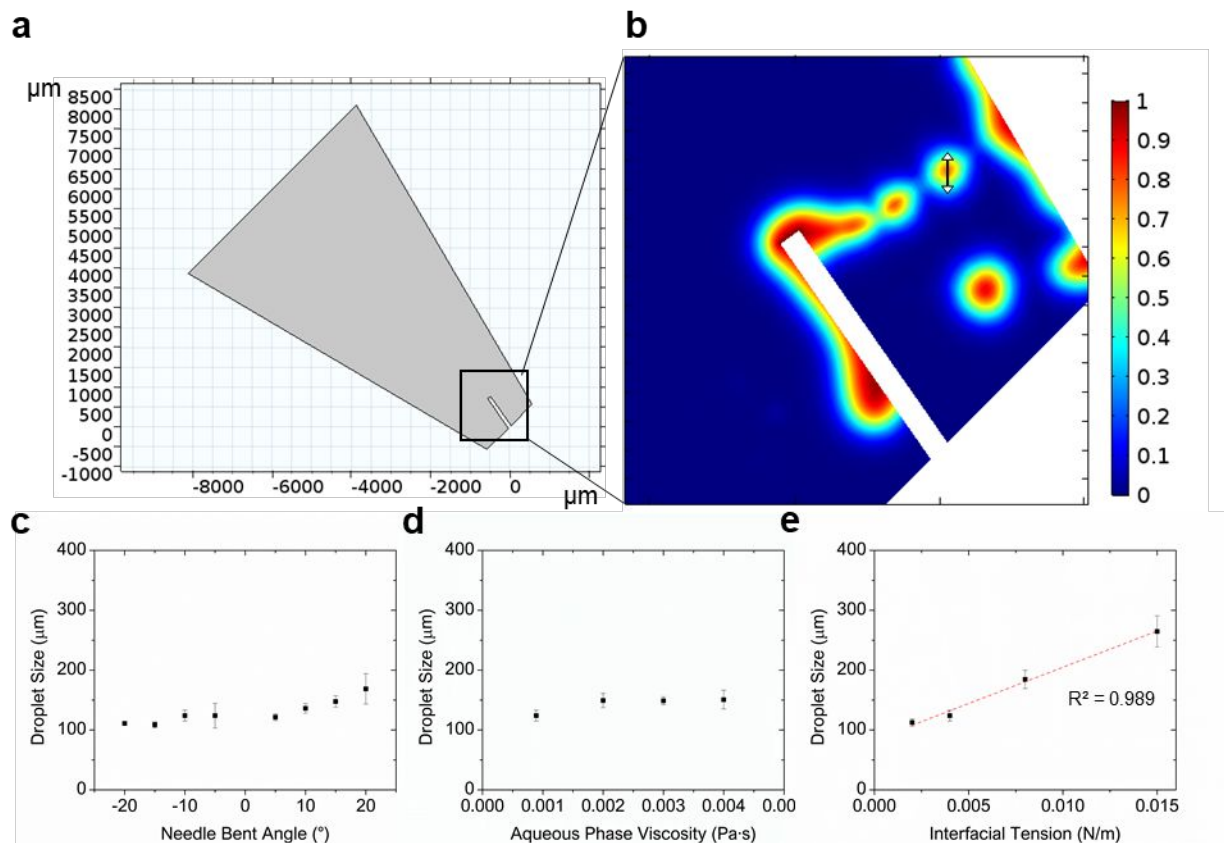 a
b
μm
8500
8000
7500
7000
6500
6000
5500
5000
4500
4000
3500
3000
2500
2000
1500
1000
500
0
-500
-1000
-8000 -6000 -4000 -2000 0
μm
1
0.9
0.8
0.7
0.6
0.5
0.4
0.3
0.2
0.1
0
c
d
e
400
300
200
100
0
Droplet Size (μm)
-20 -10 0 10 20
Needle Bent Angle (°)
400
300
200
100
0
Droplet Size (μm)
0.000 0.001 0.002 0.003 0.004 0.00
Aqueous Phase Viscosity (Pa·s)
400
300
200
100
0
Droplet Size (μm)
R² = 0.989
0.000 0.005 0.010 0.015
Interfacial Tension (N/m)